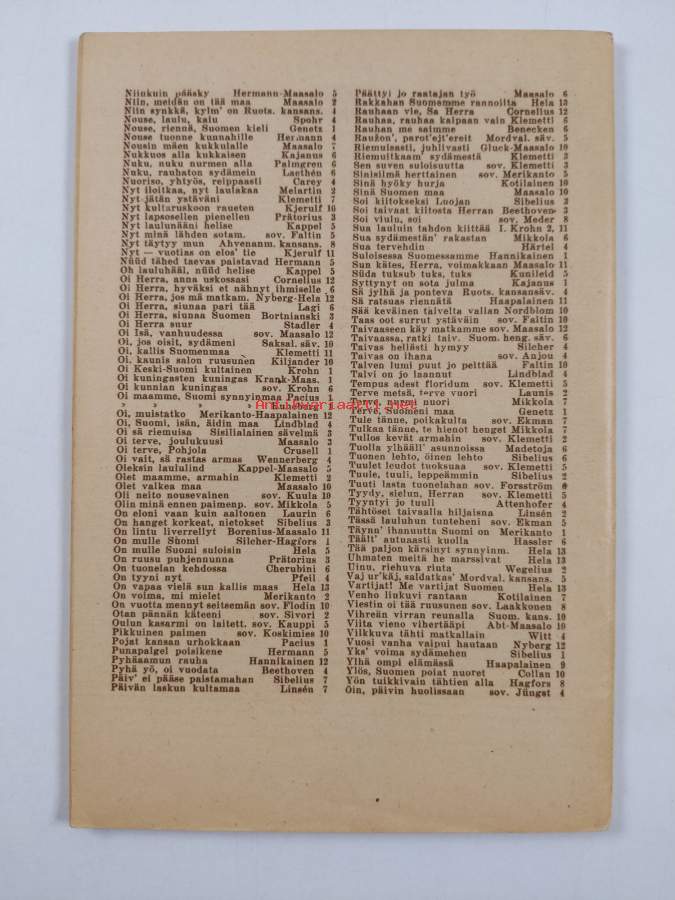 Niinkuin pääsky Hermann-Maasalo 5
Niin, meidän on tää maa Maasalo 2
Niin synkkä, kylm' on Ruots. kansans. 4
Nouse, laulu, kaiu Spohr 4
Nouse, riennä, Suomen kieli Genetz 1
Nouse tuonne kunnahille Hermann 4
Nousin mäen kukkulalle Maasalo 7
Nukkuos alla kukkaisen Kajanus 6
Nuku, nuku nurmen alla Palmgren 6
Nuku, rauhaton sydämein Laethén 6
Nuoriso, yhtyös, reippaasti Carey 4
Nyt iloitkaa, nyt laulakaa Melartin 2
Nyt jätän ystäväni Klemetti 7
Nyt kultaruskoon raueten Kjerulf 10
Nyt lapsosellen pienellen Prätorius 3
Nyt laulunääni helise Kappel 5
Nyt minä lähden sotam. sov. Faltin 5
Nyt täytyy mun Ahvenanm. kansans. 8
Nyt — vuotias on elos' tie Kjerulf 11
Nüüd tähed taevas paistavad Hermann 5
Oh laluhääl, nüüd helise Kappel 5
Oi Herra, anna uskossasi Cornelius 12
Oi Herra, hyväksi et nähnyt ihmiselle 6
Oi Herra, jos mä matkam. Nyberg-Hela 12
Oi Herra, siunaa pari tää Lagi 6
Oi Herra, siunaa Suomen Bortnianski 3
Oi Herra suur Stadler 4
Oi Isä, vanhuudessa sov. Maasalo 12
Oi, jos oisit, sydämeni Saksal. säv. 10
Oi, kallis Suomenmaa Klemetti 11
Oi, kaunis salon ruusunen Kiljander 10
Oi Keski-Suomi kultainen Krohn 1
Oi kuningasten kuningas Krank-Maas. 1
Oi kunnian kuningas sov. Krohn 6
Oi maamme, Suomi synnyinmaa Pacius 1
Oi, muistatko Merikanto-Haapalainen 12
Oi, Suomi, isän, äidin maa Lindblad 4
Oi sä riemuisa Sisilialainen sävelmä 3
Oi terve, joulukuusi Maasalo 3
Oi terve, Pohjola Crusell 1
Oi vait, sä rastas armas Wennerberg 4
Oieksin laululind Kappel-Maasalo 5
Olet maamme, armahin Klemetti 2
Olet valkea maa Maasalo 10
Oli neito nousevainen sov. Kuula 10
Olin minä ennen paimenp. sov. Mikkola 5
On eloni vaan kuin aaltonen Laurin 6
On hanget korkeat, nietokset Sibelius 3
On lintu liverrellyt Borenius-Maasalo 11
On mulle Suomi Silcher-Hagfors 1
On mulle Suomi suloisin Hela 5
On ruusu puhjennunna Prätorius 3
On tuonelan kehdossa Cherubini 6
On tyyni nyt Pfeil 4
On vapaa vielä sun kallis maas Hela 13
On voima, mi mielet Merikanto 2
On vuotta mennyt seitsemän sov. Flodin 10
Otan pännän käteeni sov. Sivori 2
Oulun kasarmi on laitett. sov. Kauppi 5
Pikkuinen palmen sov. Koskimies 10
Pojat kansan urhokkaan Pacius 1
Punapalgel poisikene Hermann 5
Pyhäaamun rauha Hannikainen 12
Pyhä yö, oi vuodata Beethoven 4
Päiv' ei pääse paistamahan Sibelius 7
Päivän laskun kultamaa Linsén 7
Päättyi jo raatajan työ Maasalo 6
Rakkahan Suomamme rannoilta Hela 13
Rauhaan vie, Sa Herra Cornelius 12
Rauhaa, rauhaa kaipaan vain Klemetti 6
Rauhan me saimme Benecken 6
Raužen', parot'ejt'ereit Mordval. säv. 5
Riemuisasti, juhlivasti Gluck-Maasalo 10
Riemuitkaam' sydämestä Klemetti 3
Sen suven suloisuutta sov. Klemetti 3
Sinisilmä herttainen sov. Merikanto 5
Sinä hyöky hurja Kotilainen 10
Sinä Suomen maa Maasalo 10
Soi kiitokseksi Luojan Sibelius 3
Soi taivaat kiitosta Herran Beethoven 3
Soi viulu, soi sov. Meder 8
Sua lauluin tahdon kiittää I. Krohn 2, 11
Sua sydämestän' rakastan Mikkola 6
Sua tervehdin Härtel 4
Suloisessa Suomessamme Hannikainen 1
Sun kätes, Herra, voimakkaan Maasalo 11
Süda tuksub tuks, tuks Kunileid 5
Syttynyt on sota julma Kajanus 1
Sä jylhä ja ponteva Ruots. kansansäv. 4
Sä ratsuas riennätä Haapalainen 11
Sää keväinen talvelta vallan Nordblom 10
Taas oot surrut ystäväin sov. Faltin 10
Taivaaseen käy matkamme sov. Maasalo 12
Taivaassa, ratki taiv. Suom. heng. säv. 6
Taivas hellästi hymyy Silcher 4
Taivas on ihana sov. Anjou 4
Talven lumi puut jo peittää Faltin 10
Talvi on jo laannut Lindblad 4
Tempus adest floridum sov. Klemetti 5
Terve metsä, terve vuori Launis 2
Terve, nurmi nuori Mikkola 7
Terve, Suomeni maa Genetz 1
Tule tänne, poikakulta sov. Ekman 7
Tulkaa tänne, te hienot henget Mikkola 7
Tullos kevät armahin sov. Klemetti 2
Tuolla ylhääll' asunnoissa Madetoja 6
Tuonen lehto, öinen lehto Sibelius 6
Tuulet leudot tuoksuaa sov. Klemetti 5
Tuule, tuuli, leppeämmin Sibelius 2
Tuuti lasta tuonelahan sov. Forsström 9
Tyydy, sielun, Herran sov. Klemetti 5
Tyyntyi jo tuuli Attenhofer 4
Tähtöset taivaalla hiljaisna Linsén 2
Tässä lauluhun tunteheni sov. Ekman 5
Täynn' ihanuutta Suomi on Merikanto 1
Täält' autuaasti kuolla Hassler 6
Tää paljon kärsinyt synnyinm. Hela 13
Uhmaten meitä he marssivat Hela 13
Uinu, riehuva riutu Wegelius 2
Vaj ur'käj, saldatkas' Mordval. kansans. 5
Vartijat! Me vartijat Suomen Hela 13
Venho liukuvi rantaan Kotilainen 7
Viestin oi tää ruusunen sov. Laakkonen 8
Vihreän virran reunalla Suom. kans. 10
Viita vieno vihertääpi Abt-Maasalo 10
Vilkkuva tähti matkallain Witt 4
Vuosi vanha vaipui hautaan Nyberg 12
Yks' voima sydämehen Sibelius 1
Ylhä ompi elämässä Haapalainen 9
Ylös, Suomen poiat nuoret Collan 10
Yön tuikkivain tähtien alla Hagfors 8
Öin, päivin huolissaan sov. Jüngst 4